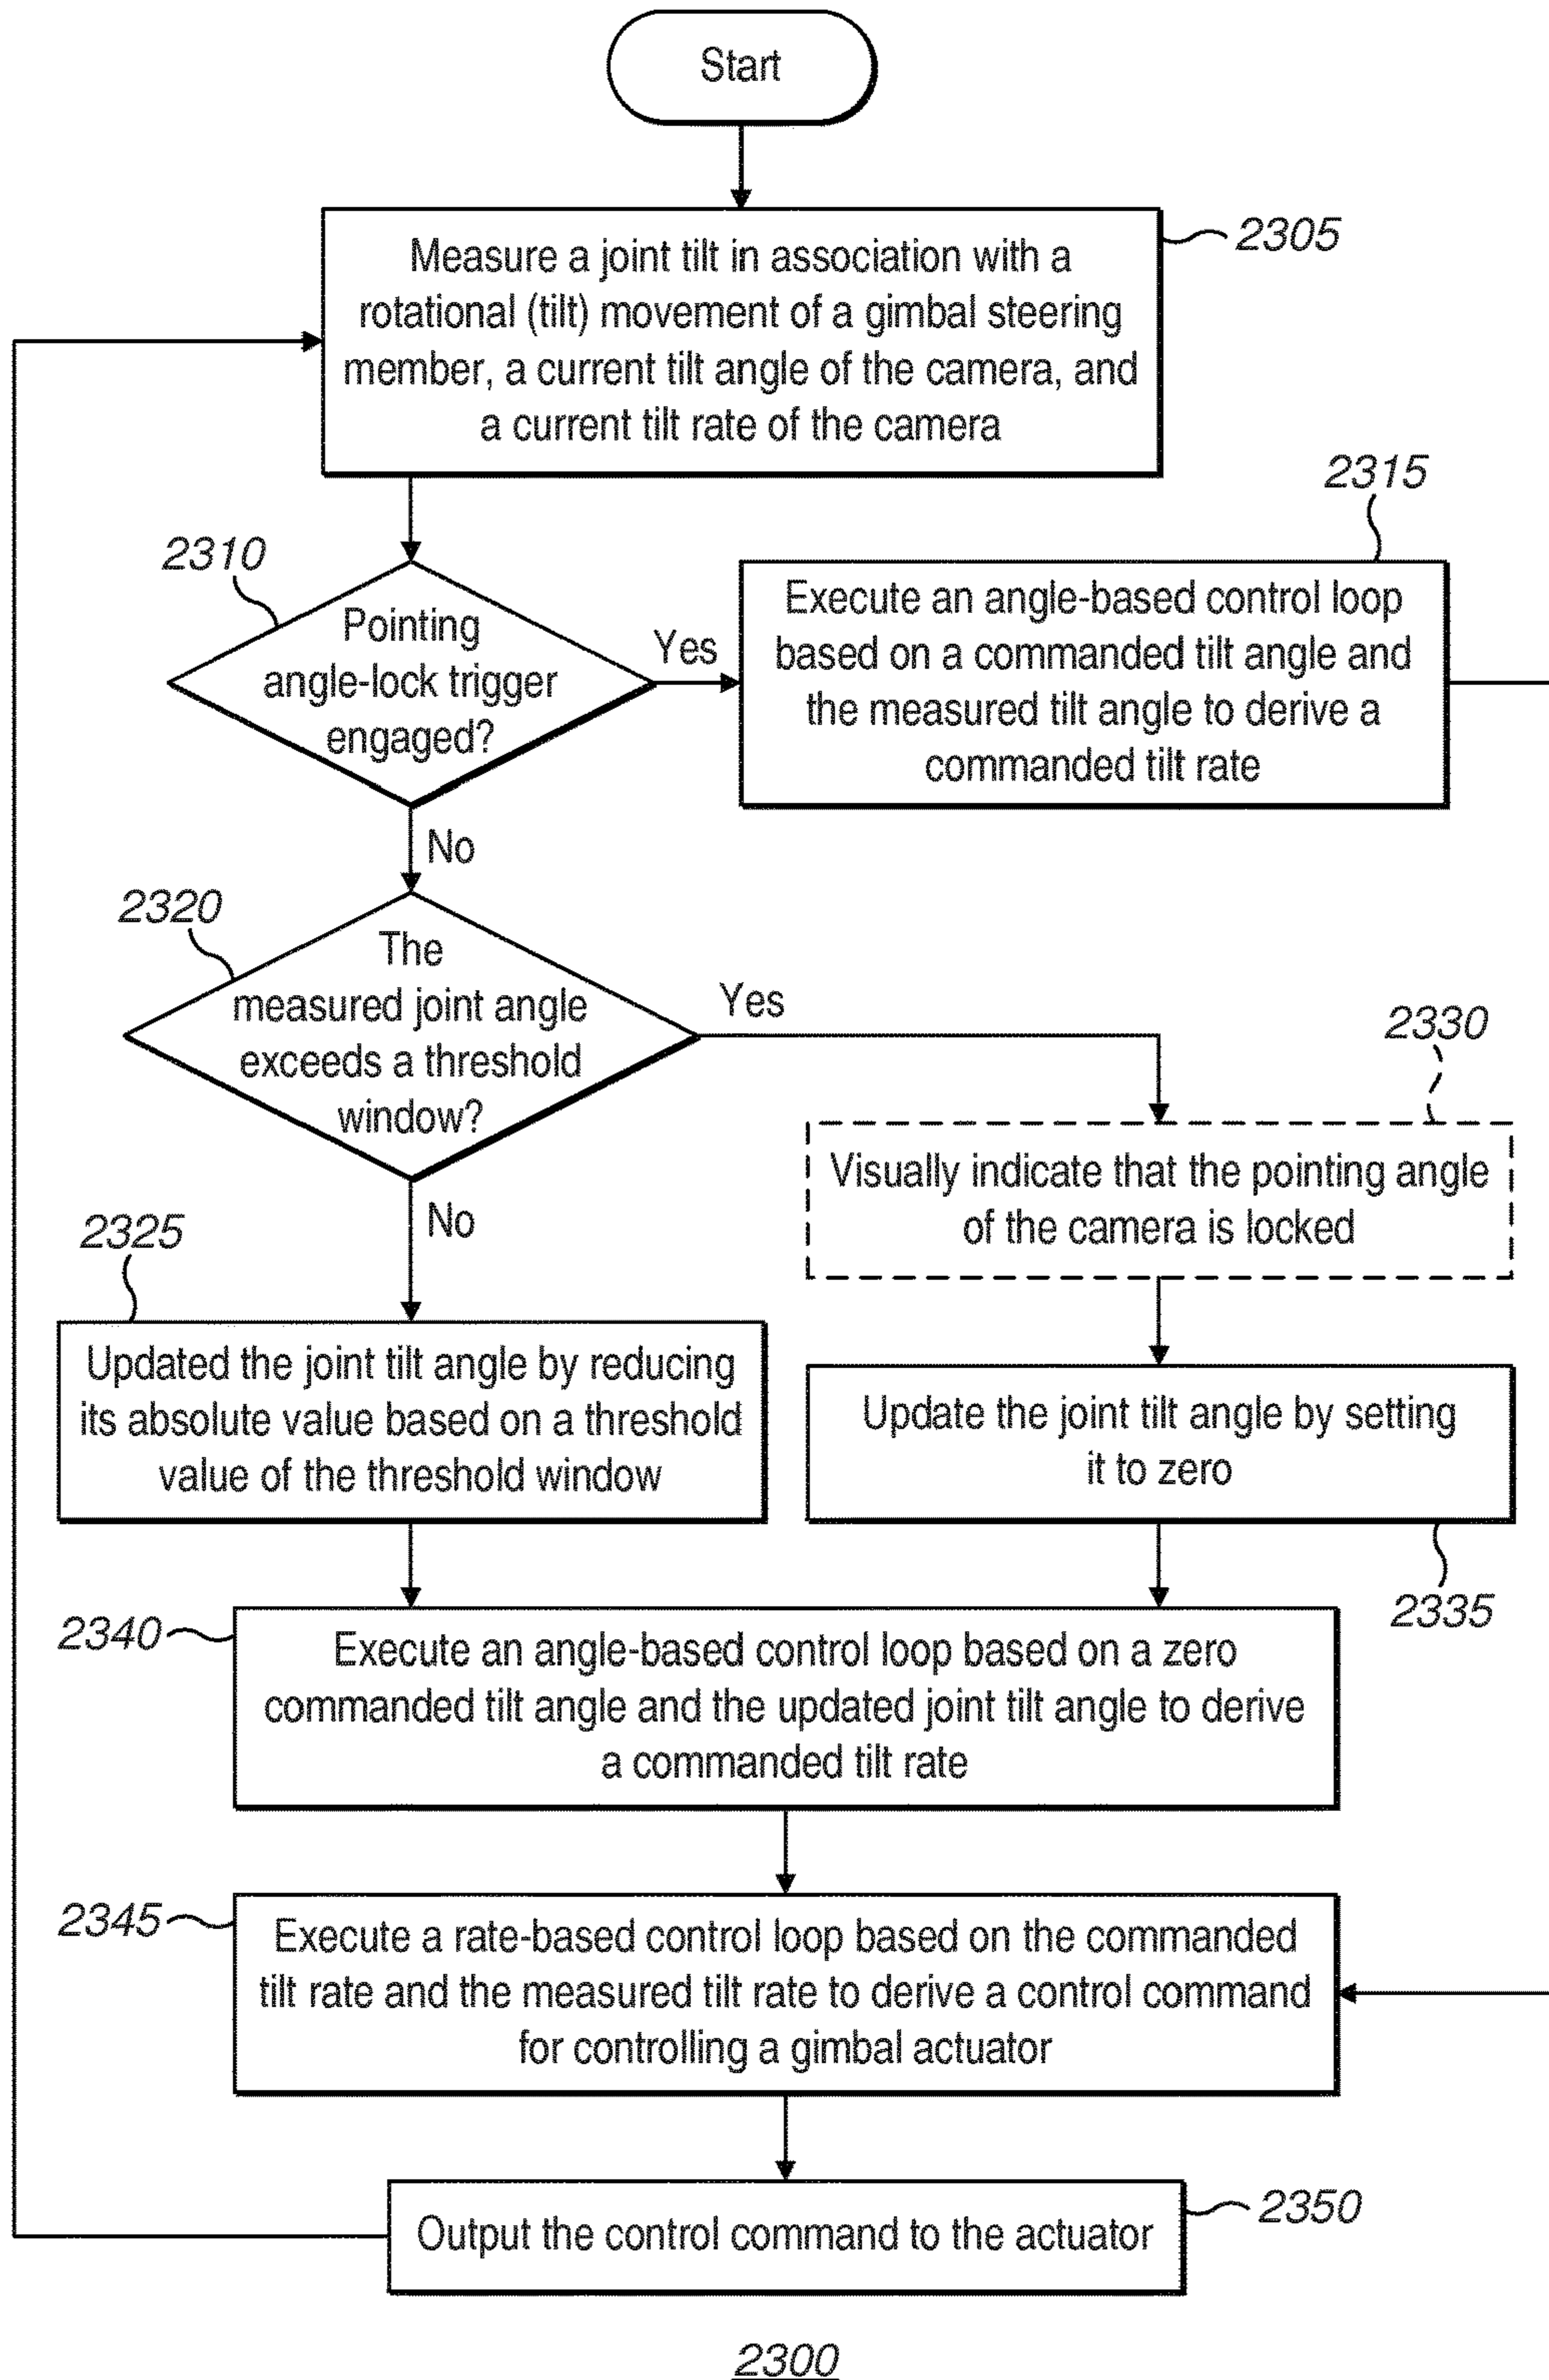 Start
2305
Measure a joint tilt in association with a
rotational (tilt) movement of a gimbal steering
member, a current tilt angle of the camera, and
a current tilt rate of the camera
2310
Pointing
angle-lock trigger
engaged?
Yes
2315
Execute an angle-based control loop
based on a commanded tilt angle and
the measured tilt angle to derive a
commanded tilt rate
No
2320
The
measured joint angle
exceeds a threshold
window?
Yes
2330
Visually indicate that the pointing angle
of the camera is locked
No
2325
Updated the joint tilt angle by reducing
its absolute value based on a threshold
value of the threshold window
Update the joint tilt angle by setting
it to zero
2335
2340
Execute an angle-based control loop based on a zero
commanded tilt angle and the updated joint tilt angle to derive
a commanded tilt rate
2345
Execute a rate-based control loop based on the commanded
tilt rate and the measured tilt rate to derive a control command
for controlling a gimbal actuator
2350
Output the control command to the actuator
2300